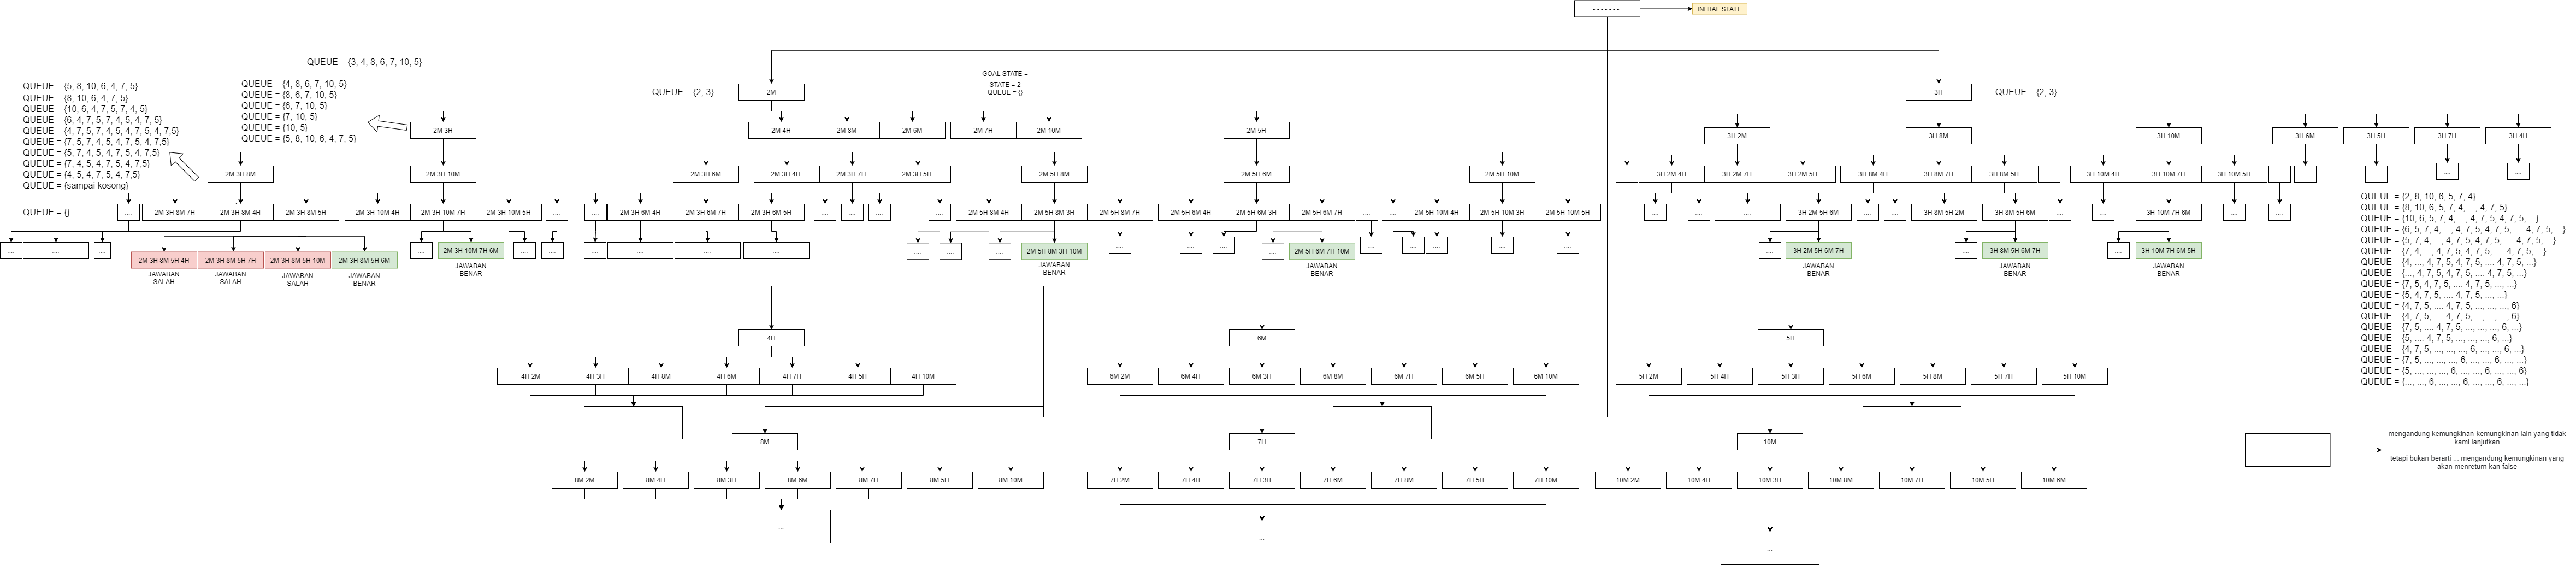 - - - - - - -
INITIAL STATE
QUEUE = {3, 4, 8, 6, 7, 10, 5}
QUEUE = {5, 8, 10, 6, 4, 7, 5}
QUEUE = {8, 10, 6, 4, 7, 5}
QUEUE = {10, 6, 4, 7, 5, 7, 4, 5}
QUEUE = {6, 4, 7, 5, 7, 4, 5, 4, 7, 5}
QUEUE = {4, 7, 5, 7, 4, 5, 4, 7, 5, 4, 7,5}
QUEUE = {7, 5, 7, 4, 5, 4, 7, 5, 4, 7,5}
QUEUE = {5, 7, 4, 5, 4, 7, 5, 4, 7,5}
QUEUE = {7, 4, 5, 4, 7, 5, 4, 7,5}
QUEUE = {4, 5, 4, 7, 5, 4, 7,5}
QUEUE = {sampai kosong}
QUEUE = {}
QUEUE = {4, 8, 6, 7, 10, 5}
QUEUE = {8, 6, 7, 10, 5}
QUEUE = {6, 7, 10, 5}
QUEUE = {7, 10, 5}
QUEUE = {10, 5}
QUEUE = {5, 8, 10, 6, 4, 7, 5}
QUEUE = {2, 3}
2M
GOAL STATE =
STATE = 2
QUEUE = {}
3H
QUEUE = {2, 3}
2M 3H
2M 4H
2M 8M
2M 6M
2M 7H
2M 10M
2M 5H
3H 2M
3H 8M
3H 10M
3H 6M
3H 5H
3H 7H
3H 4H
2M 3H 8M
2M 3H 10M
2M 3H 6M
2M 3H 4H
2M 3H 7H
2M 3H 5H
2M 5H 8M
2M 5H 6M
2M 5H 10M
....
3H 2M 4H
3H 2M 7H
3H 2M 5H
3H 8M 4H
3H 8M 7H
3H 8M 5H
....
3H 10M 4H
3H 10M 7H
3H 10M 5H
....
....
....
....
....
....
2M 3H 8M 7H
2M 3H 8M 4H
2M 3H 8M 5H
2M 3H 10M 4H
2M 3H 10M 7H
2M 3H 10M 5H
....
....
2M 3H 6M 4H
2M 3H 6M 7H
2M 3H 6M 5H
....
....
....
....
2M 5H 8M 4H
2M 5H 8M 3H
2M 5H 8M 7H
2M 5H 6M 4H
2M 5H 6M 3H
2M 5H 6M 7H
....
....
2M 5H 10M 4H
2M 5H 10M 3H
2M 5H 10M 5H
....
....
....
3H 2M 5H 6M
....
....
3H 8M 5H 2M
3H 8M 5H 6M
....
....
3H 10M 7H 6M
....
....
....
....
....
2M 3H 8M 5H 4H
2M 3H 8M 5H 7H
2M 3H 8M 5H 10M
2M 3H 8M 5H 6M
JAWABAN
SALAH
JAWABAN
SALAH
JAWABAN
SALAH
JAWABAN
BENAR
....
2M 3H 10M 7H 6M
JAWABAN
BENAR
....
....
....
....
....
....
....
....
....
2M 5H 8M 3H 10M
JAWABAN
BENAR
....
....
....
....
2M 5H 6M 7H 10M
JAWABAN
BENAR
....
....
....
....
....
....
3H 2M 5H 6M 7H
JAWABAN
BENAR
....
3H 8M 5H 6M 7H
JAWABAN
BENAR
....
3H 10M 7H 6M 5H
JAWABAN
BENAR
QUEUE = {2, 8, 10, 6, 5, 7, 4}
QUEUE = {8, 10, 6, 5, 7, 4, ..., 4, 7, 5}
QUEUE = {10, 6, 5, 7, 4, ..., 4, 7, 5, 4, 7, 5, ...}
QUEUE = {6, 5, 7, 4, ..., 4, 7, 5, 4, 7, 5, .... 4, 7, 5, ...}
QUEUE = {5, 7, 4, ..., 4, 7, 5, 4, 7, 5, .... 4, 7, 5, ...}
QUEUE = {7, 4, ..., 4, 7, 5, 4, 7, 5, .... 4, 7, 5, ...}
QUEUE = {4, ..., 4, 7, 5, 4, 7, 5, .... 4, 7, 5, ...}
QUEUE = {..., 4, 7, 5, 4, 7, 5, .... 4, 7, 5, ...}
QUEUE = {7, 5, 4, 7, 5, .... 4, 7, 5, ..., ...}
QUEUE = {5, 4, 7, 5, .... 4, 7, 5, ..., ...}
QUEUE = {4, 7, 5, .... 4, 7, 5, ..., ..., ..., 6}
QUEUE = {4, 7, 5, .... 4, 7, 5, ..., ..., ..., 6}
QUEUE = {7, 5, .... 4, 7, 5, ..., ..., ..., 6, ...}
QUEUE = {5, .... 4, 7, 5, ..., ..., ..., 6, ...}
QUEUE = {4, 7, 5, ..., ..., ..., 6, ..., ..., 6, ...}
QUEUE = {7, 5, ..., ..., ..., 6, ..., ..., 6, ..., ...}
QUEUE = {5, ..., ..., ..., 6, ..., ..., 6, ..., ..., 6}
QUEUE = {..., ..., 6, ..., ..., 6, ..., ..., 6, ..., ...}
4H
6M
5H
4H 2M
4H 3H
4H 8M
4H 6M
4H 7H
4H 5H
4H 10M
6M 2M
6M 4H
6M 3H
6M 8M
6M 7H
6M 5H
6M 10M
5H 2M
5H 4H
5H 3H
5H 6M
5H 8M
5H 7H
5H 10M
...
...
...
8M
7H
10M
8M 2M
8M 4H
8M 3H
8M 6M
8M 7H
8M 5H
8M 10M
7H 2M
7H 4H
7H 3H
7H 6M
7H 8M
7H 5H
7H 10M
10M 2M
10M 4H
10M 3H
10M 8M
10M 7H
10M 5H
10M 6M
...
...
...
...
mengandung kemungkinan-kemungkinan lain yang tidak
kami lanjutkan
tetapi bukan berarti ... mengandung kemungkinan yang
akan menreturn kan false